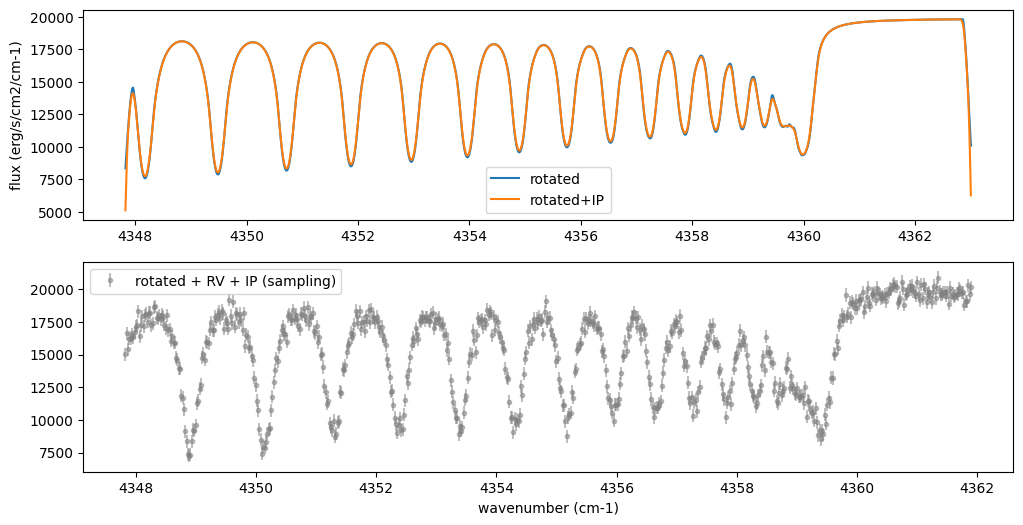 20000
17500
15000
12500
10000
7500
5000
flux (erg/s/cm2/cm-1)
rotated
rotated+IP
4348 4350 4352 4354 4356 4358 4360 4362
rotated + RV + IP (sampling)
20000
17500
15000
12500
10000
7500
4348 4350 4352 4354 4356 4358 4360 4362
wavenumber (cm-1)